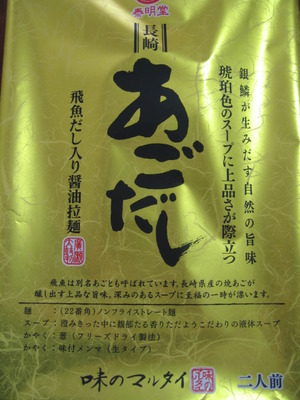 泰明堂
長崎
あごだし
飛魚だし入り醤油拉麺
銀鱗が生みだす自然の旨味
琥珀色のスープに上品さが際立つ
飛魚は別名あごとも呼ばれています。長崎県産の焼あごが
醸し出す上品な旨味、深みのあるスープに至福の一時が漂います。
麺:(22番角)ノンフライストレート麺
スープ:澄みきった中に馥郁たる香りただようこだわりの液体スープ
かやく:葱(フリーズドライ製法)
かやく:味付メンマ(生タイプ)
味のマルタイ
二人前